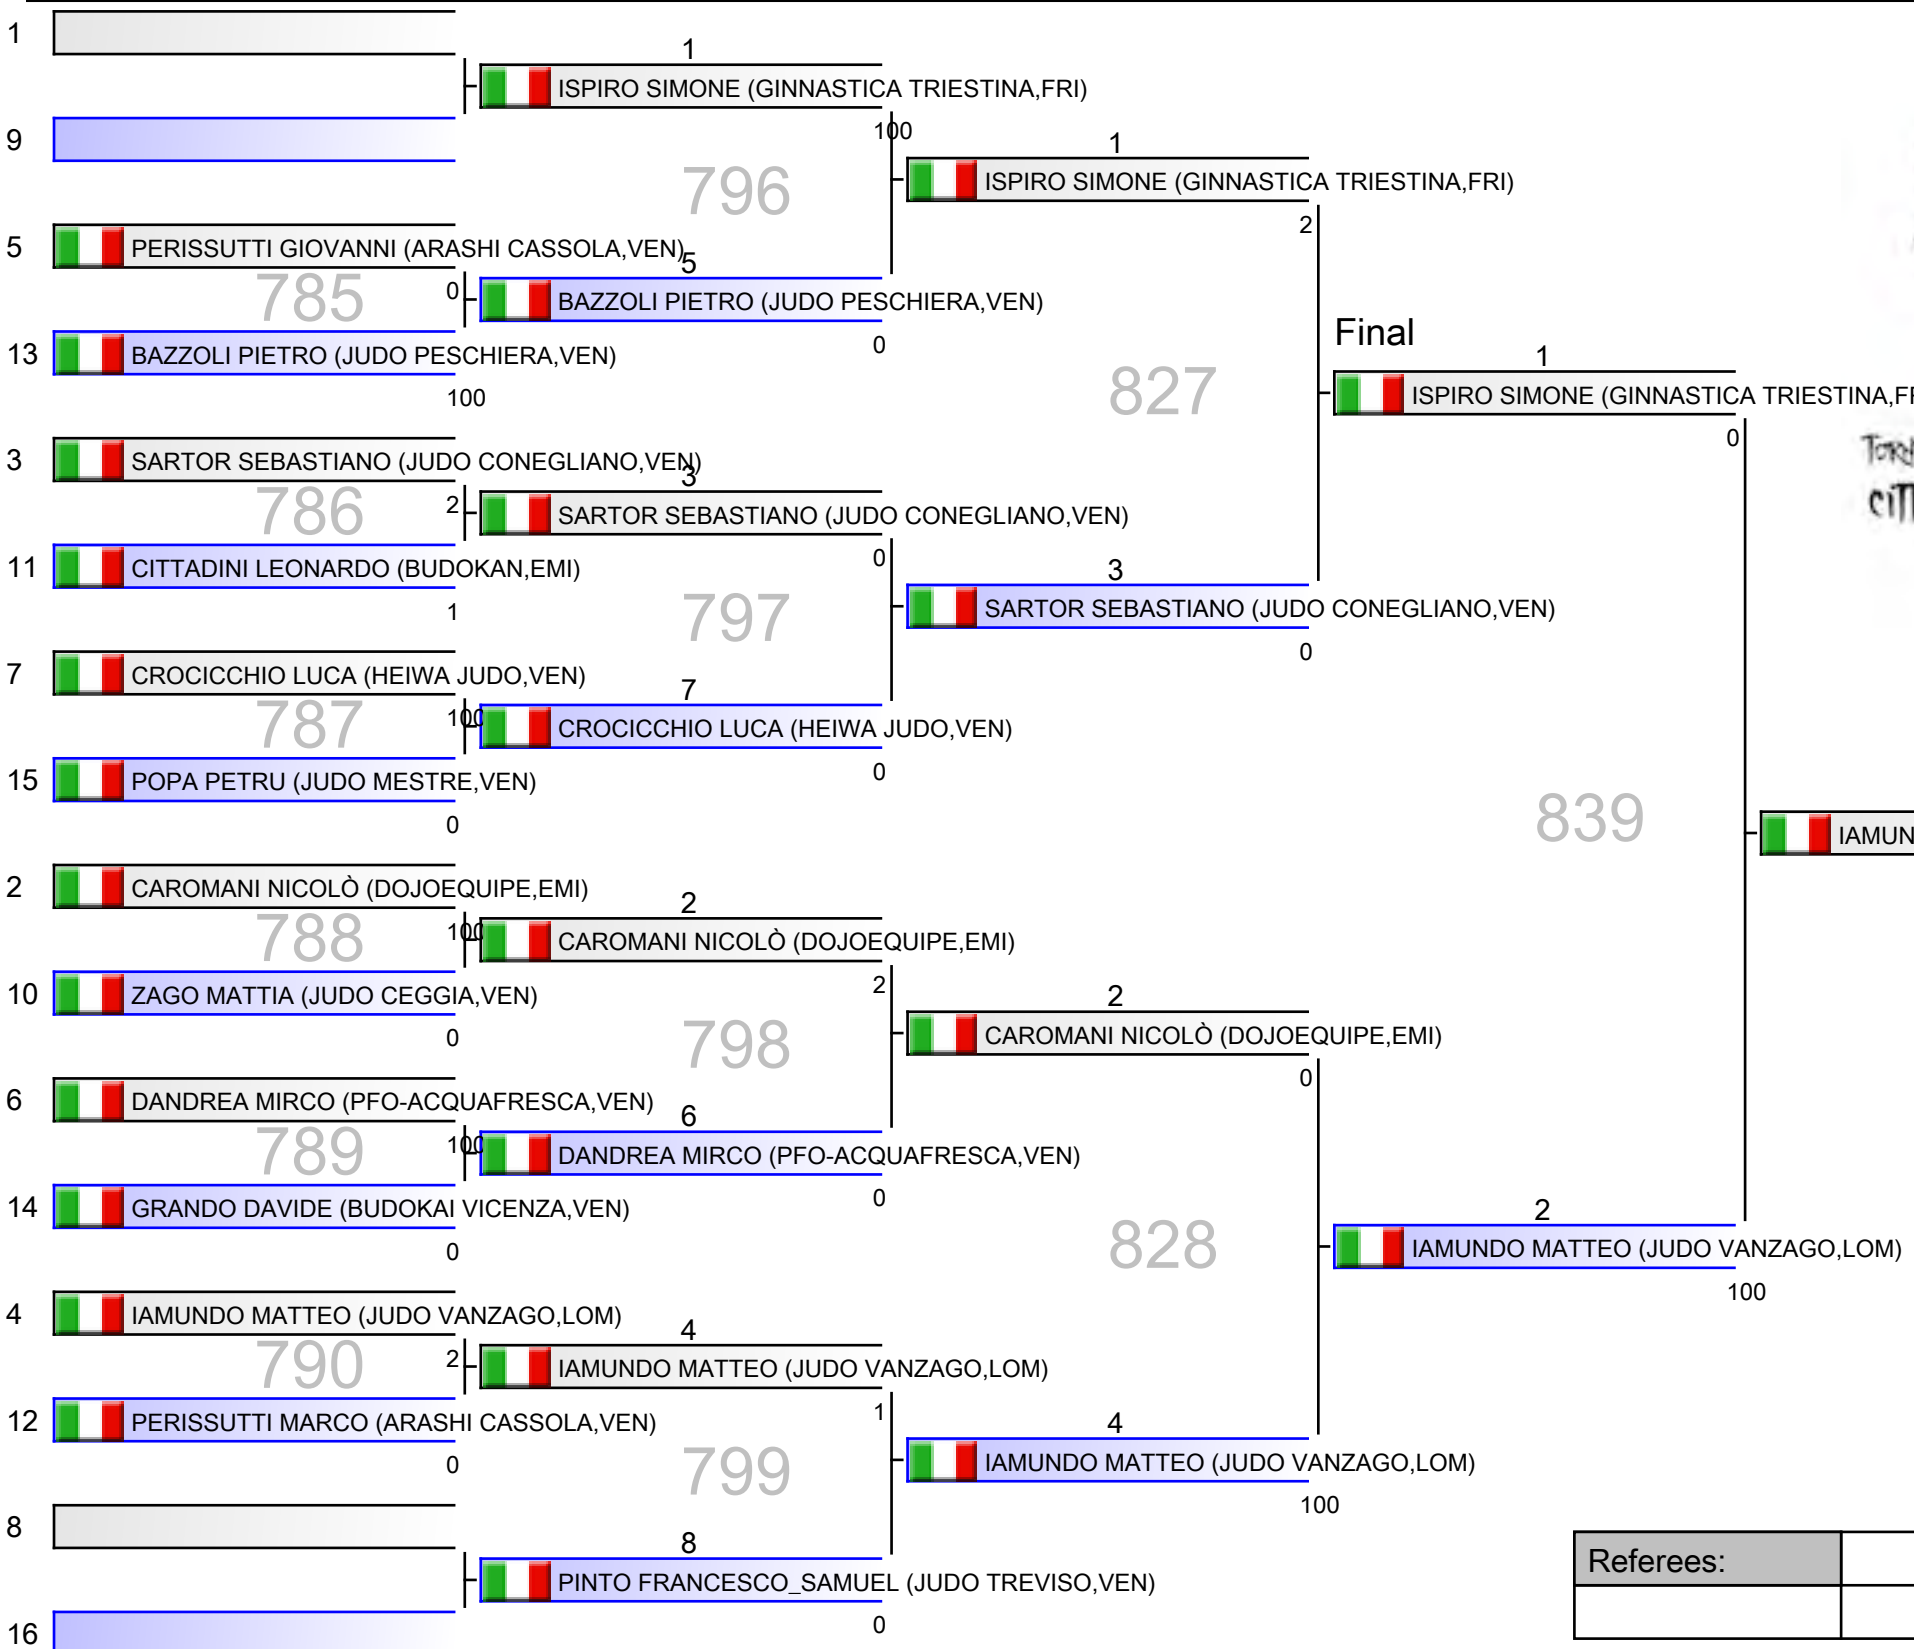 1
1
ISPIRO SIMONE (GINNASTICA TRIESTINA,FRI)
100
9
1
796
ISPIRO SIMONE (GINNASTICA TRIESTINA,FRI)
2
5
PERISSUTTI GIOVANNI (ARASHI CASSOLA,VEN)
5
785
0
BAZZOLI PIETRO (JUDO PESCHIERA,VEN)
0
Final
13
BAZZOLI PIETRO (JUDO PESCHIERA,VEN)
1
827
100
ISPIRO SIMONE (GINNASTICA TRIESTINA,
0
3
SARTOR SEBASTIANO (JUDO CONEGLIANO,VEN)
3
786
2
SARTOR SEBASTIANO (JUDO CONEGLIANO,VEN)
0
11
CITTADINI LEONARDO (BUDOKAN,EMI)
3
1
797
SARTOR SEBASTIANO (JUDO CONEGLIANO,VEN)
0
7
CROCICCHIO LUCA (HEIWA JUDO,VEN)
7
787
100
CROCICCHIO LUCA (HEIWA JUDO,VEN)
0
15
POPA PETRU (JUDO MESTRE,VEN)
0
839
IAMUN
2
CAROMANI NICOLÒ (DOJOEQUIPE,EMI)
2
788
100
CAROMANI NICOLÒ (DOJOEQUIPE,EMI)
2
10
ZAGO MATTIA (JUDO CEGGIA,VEN)
2
0
798
CAROMANI NICOLÒ (DOJOEQUIPE,EMI)
0
6
DANDREA MIRCO (PFO-ACQUAFRESCA,VEN)
6
789
100
DANDREA MIRCO (PFO-ACQUAFRESCA,VEN)
0
14
GRANDO DAVIDE (BUDOKAI VICENZA,VEN)
2
0
828
IAMUNDO MATTEO (JUDO VANZAGO,LOM)
100
4
IAMUNDO MATTEO (JUDO VANZAGO,LOM)
4
790
2
IAMUNDO MATTEO (JUDO VANZAGO,LOM)
1
12
PERISSUTTI MARCO (ARASHI CASSOLA,VEN)
4
0
799
IAMUNDO MATTEO (JUDO VANZAGO,LOM)
100
8
8
PINTO FRANCESCO_SAMUEL (JUDO TREVISO,VEN)
0
16
Referees: